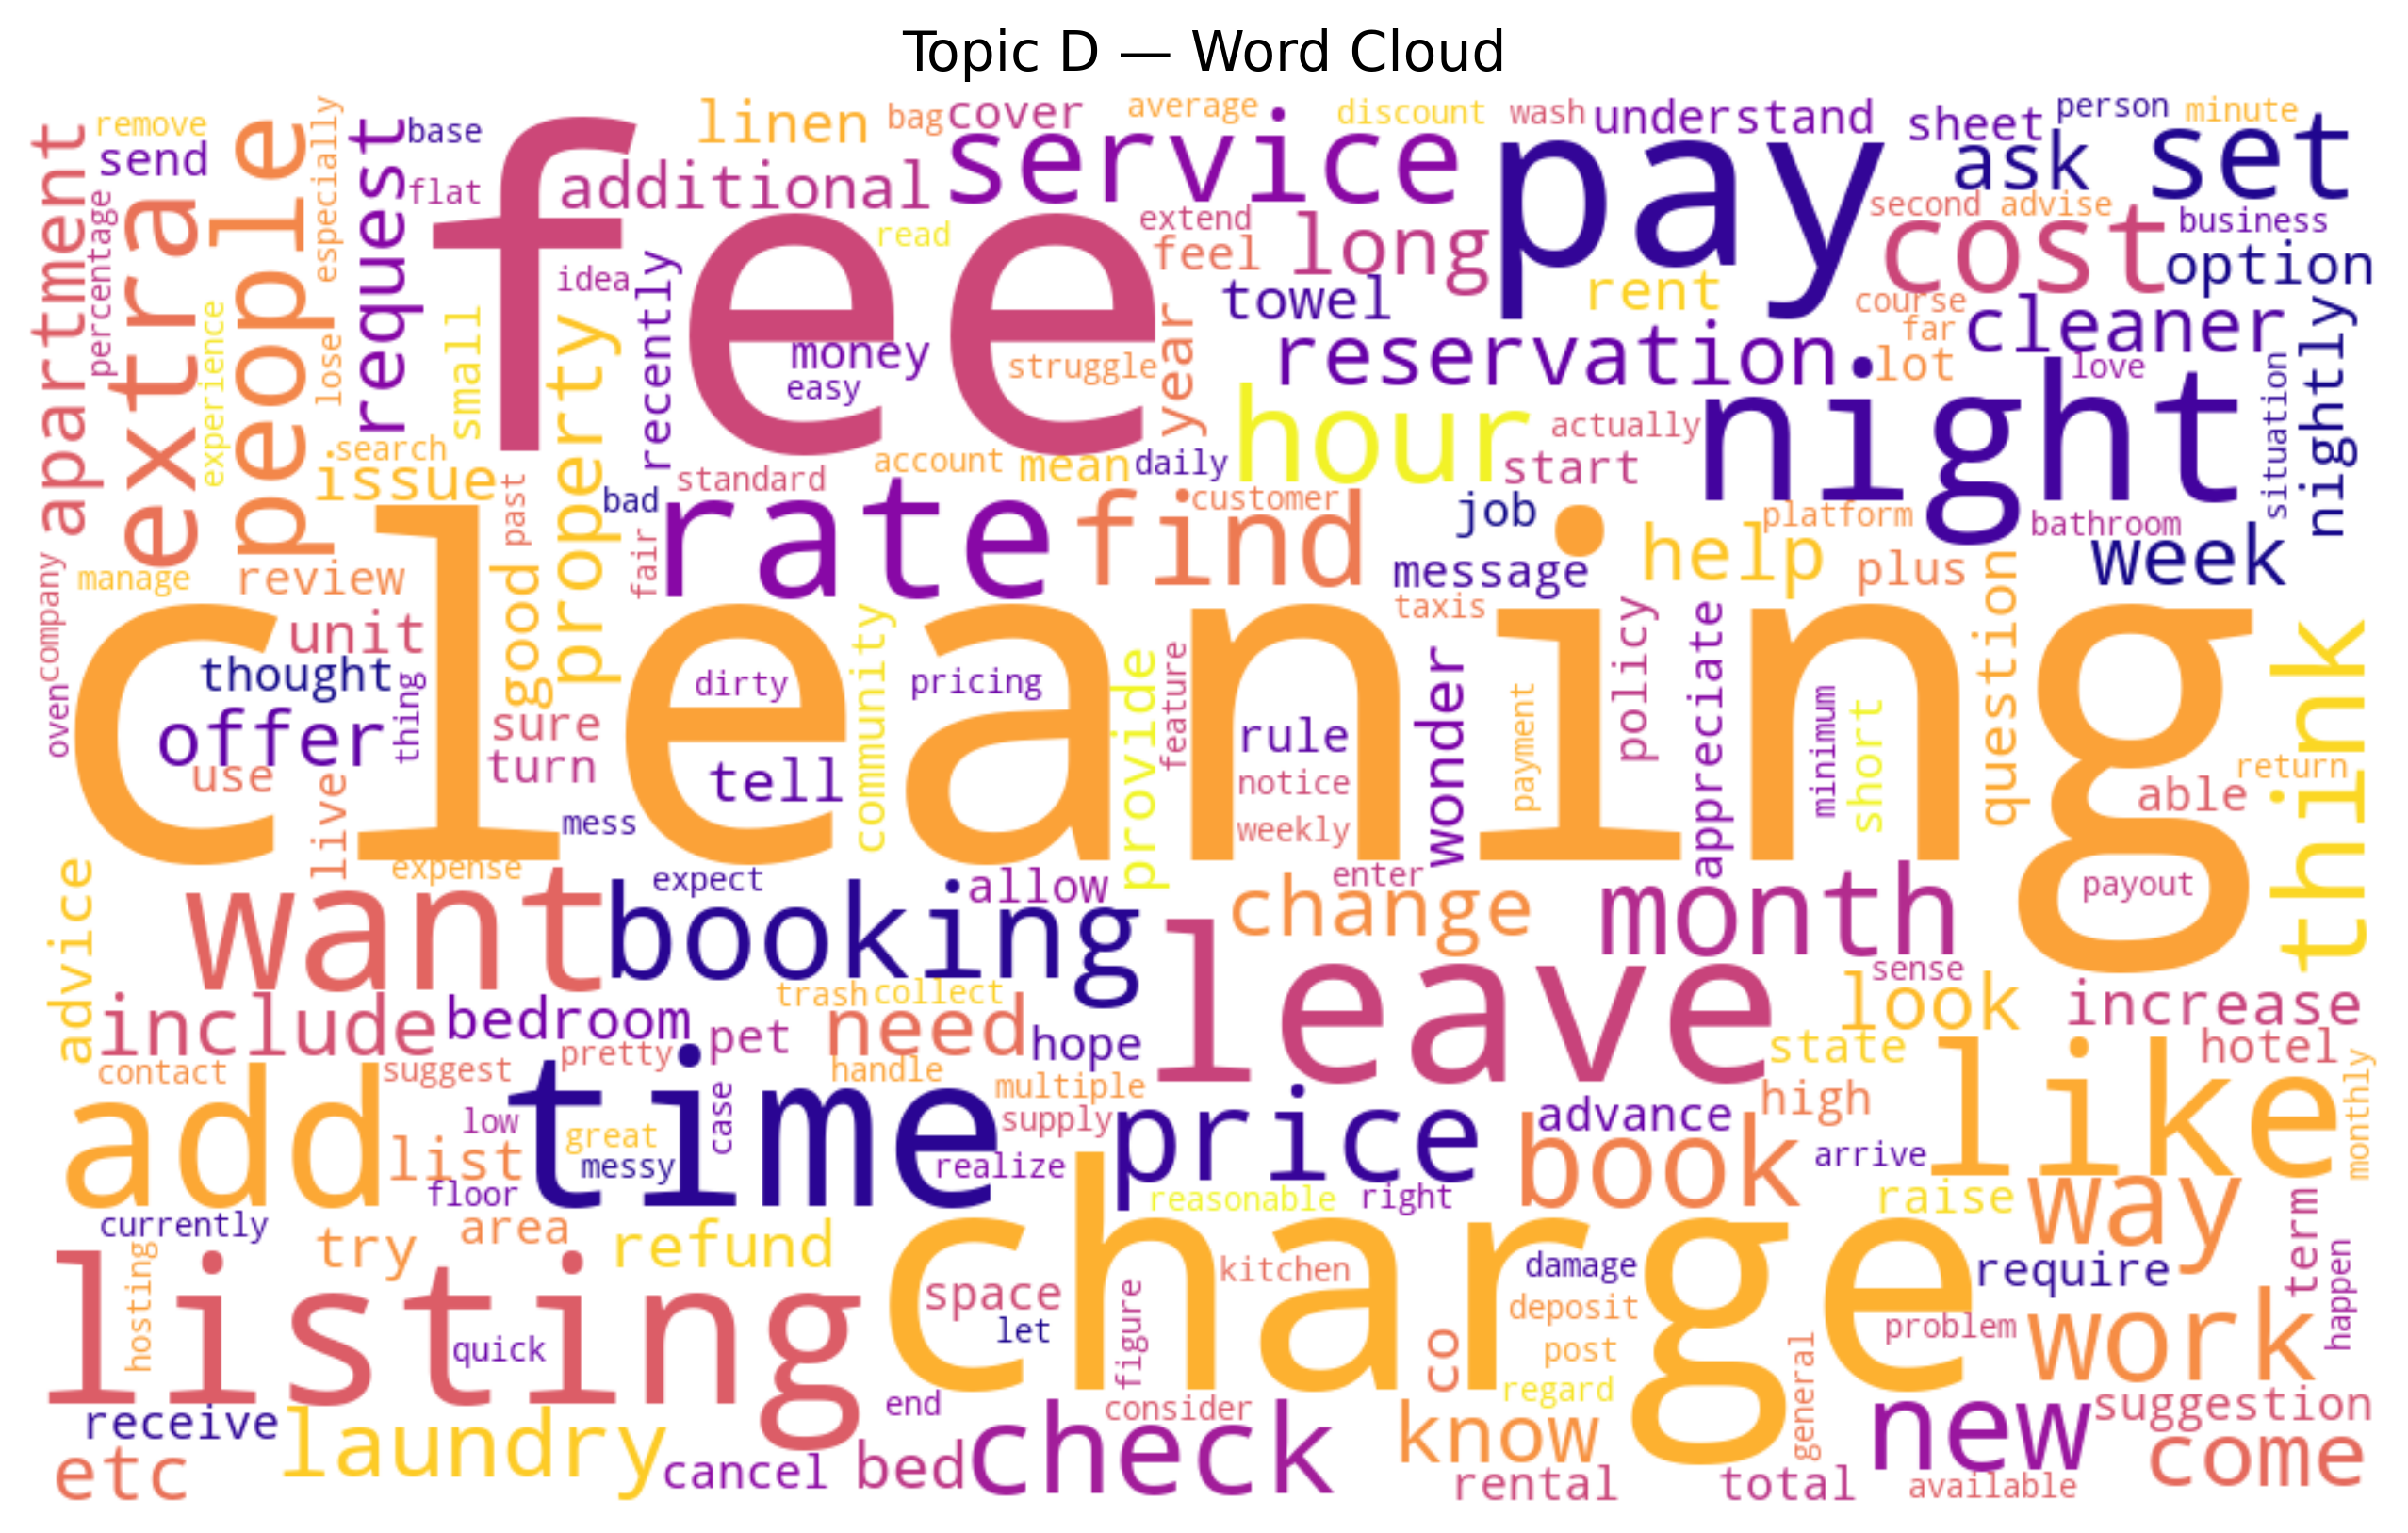 Topic D — Word Cloud
remove
send
base
linen
bag
cover
average
discount
wash
understand
sheet
person
minute
apartment
percentage
extra
people
especially
request
flat
fee
additional
service
pay
ask
set
read
extend
feel
long
second
advise
cost
business
option
experience
lose
small
idea
recently
property
money
easy
struggle
year
towel
rent
reservation
course
far
lot
cleaner
love
situation
nightly
search
issue
past
bad
standard
account
mean
daily
hour
actually
start
night
customer
fair
rate
find
job
message
platform
help
plus
bathroom
week
company
manage
review
good
taxis
unit
thought
thing
oven
offer
use
live
cleaning
sure
turn
dirty
tell
mess
community
pricing
provide
feature
rule
notice
weekly
wonder
payment
policy
appreciate
minimum
short
question
able
return
think
payout
expense
expect
allow
enter
advice
want
booking
change
month
leave
sense
look
increase
trash
collect
include
bedroom
pet
need
hope
state
hotel
contact
suggest
pretty
handle
multiple
like
monthly
add
low
list
floor
time
great
messy
case
realize
supply
price
advance
high
book
arrive
reasonable
right
raise
way
term
currently
try
area
refund
hosting
listing
quick
space
let
figure
charge
kitchen
damage
deposit
post
co
regard
general
problem
require
work
happen
receive
laundry
end
consider
etc
cancel
bed
check
know
rental
total
new
suggestion
come
available